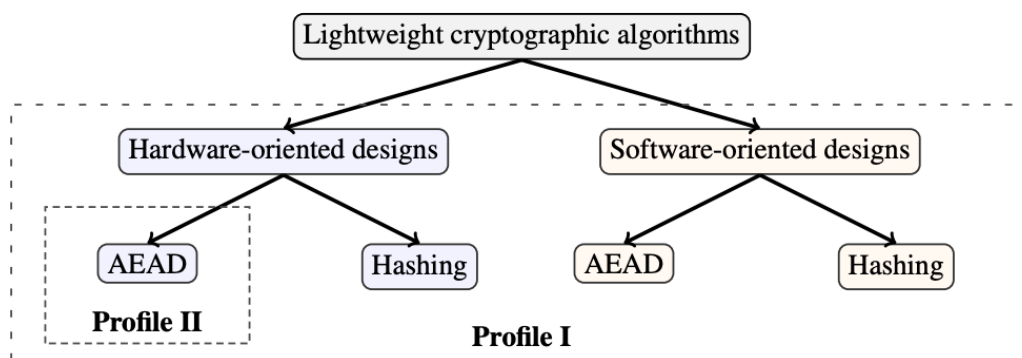 Lightweight cryptographic algorithms
Hardware-oriented designs
Software-oriented designs
AEAD
Hashing
AEAD
Hashing
Profile II
Profile I